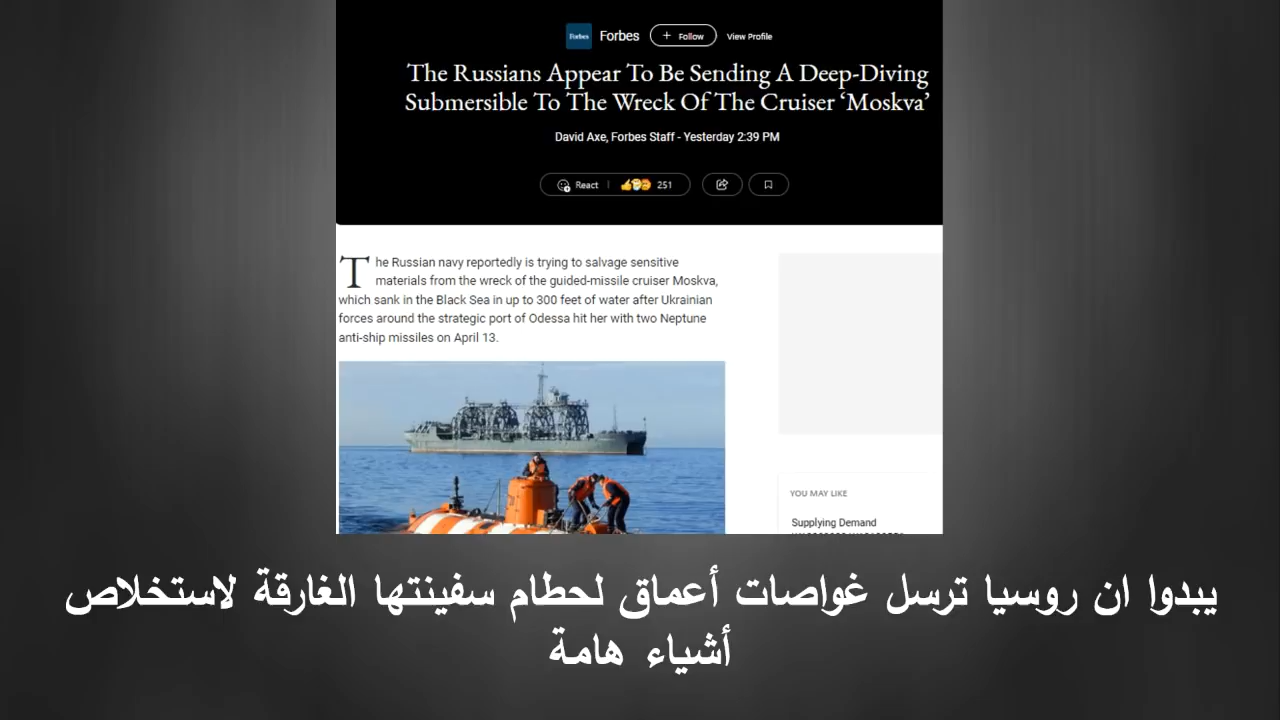 Forbes
Forbes
+ Follow
View Profile
The Russians Appear To Be Sending A Deep-Diving
Submersible To The Wreck Of The Cruiser ‘Moskva’
David Axe, Forbes Staff - Yesterday 2:39 PM
React
251
The Russian navy reportedly is trying to salvage sensitive
materials from the wreck of the guided-missile cruiser Moskva,
which sank in the Black Sea in up to 300 feet of water after Ukrainian
forces around the strategic port of Odessa hit her with two Neptune
anti-ship missiles on April 13.
YOU MAY LIKE
Supplying Demand
يبدوا ان روسيا ترسل غواصات أعماق لحطام سفينتها الغارقة لاستخلاص
أشياء هامة